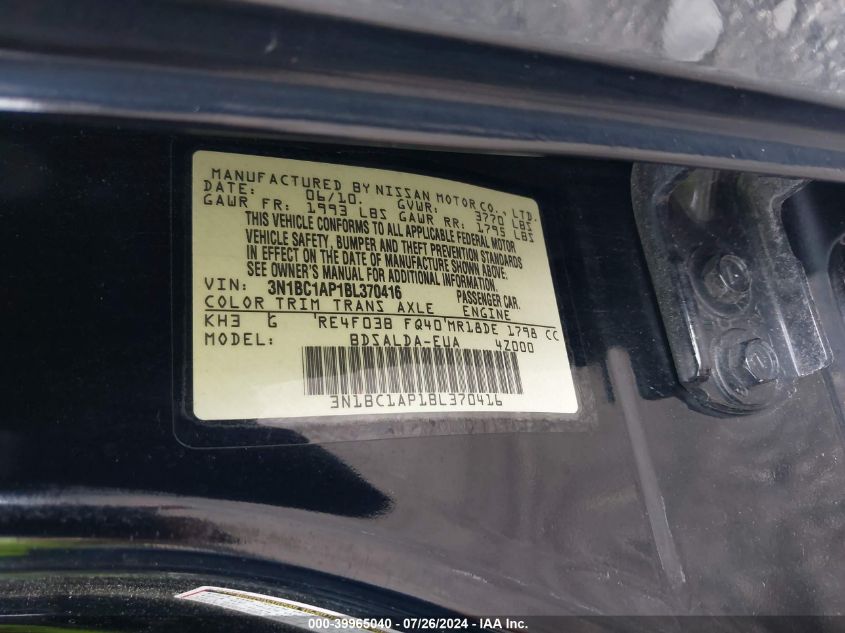 MANUFACTURED BY NISSAN MOTOR CO., LTD.
DATE: 06/10. GVWR: 3770 LBS
GAWR FR: 1993 LBS GAWR RR: 1795 LBS
THIS VEHICLE CONFORMS TO ALL APPLICABLE FEDERAL MOTOR
VEHICLE SAFETY, BUMPER AND THEFT PREVENTION STANDARDS
IN EFFECT ON THE DATE OF MANUFACTURE SHOWN ABOVE.
SEE OWNER'S MANUAL FOR ADDITIONAL INFORMATION.
VIN: 3N1BC1AP1BL370416 PASSENGER CAR.
COLOR TRIM TRANS AXLE ENGINE
KH3 G RE4F03B FQ40 MR18DE 1798 CC
MODEL: BDSALDA-EUA 4Z000
3N1BC1AP1BL370416
000-39965040 / 07/26/2024 - IAA Inc.